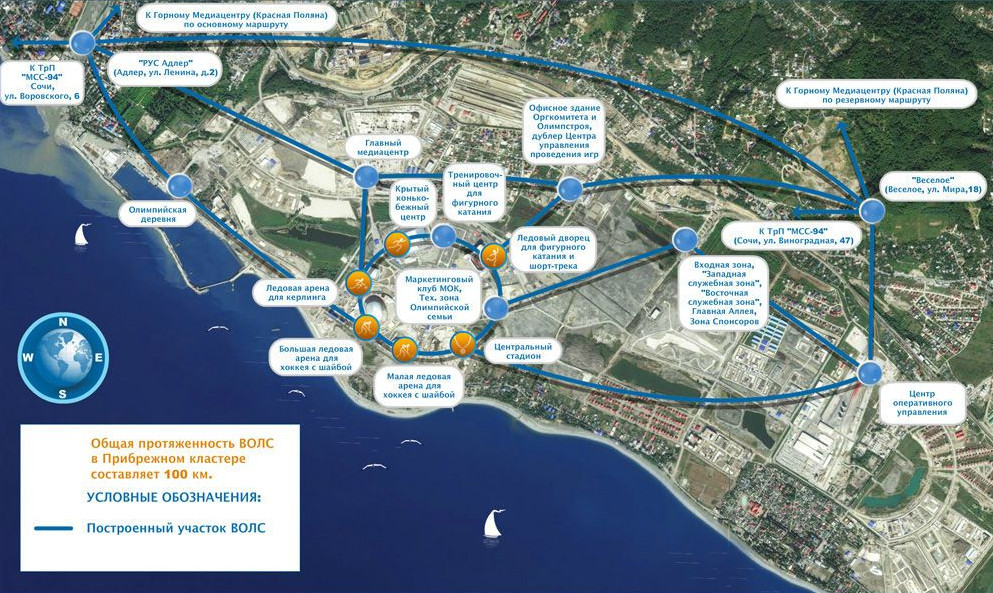 К Горному Медиацентру (Красная Поляна)
по основному маршруту
К ТрП
"МСС-94"
Сочи,
ул. Воровского, 6
"РУС Адлер"
(Адлер, ул. Ленина, д.2)
К Горному Медиацентру (Красная Поляна)
по резервному маршруту
Офисное здание
Оргкомитета и
Олимпстроя,
дублер Центра
управления
проведения игр
Главный
медиацентр
Крытый
конько-
бежный
центр
Тренировоч-
ный центр
для
фигурного
катания
"Веселое"
(Веселое, ул. Мира,18)
Олимпийская
деревня
К ТрП "МСС-94"
(Сочи, ул. Виноградная, 47)
Ледовый дворец
для фигурного
катания и
шорт-трека
Ледовая арена
для керлинга
Маркетинговый
клуб МОК,
Тех. зона
Олимпийской
семьи
Входная зона,
"Западная
служебная зона",
"Восточная
служебная зона",
Главная Аллея,
Зона Спонсоров
Большая ледовая
арена для
хоккея с шайбой
Центральный
стадион
Малая ледовая
арена для
хоккея с шайбой
Центр
оперативного
управления
N
W
E
S
Общая протяженность ВОЛС
в Прибрежном кластере
составляет 100 км.
УСЛОВНЫЕ ОБОЗНАЧЕНИЯ:
Построенный участок ВОЛС